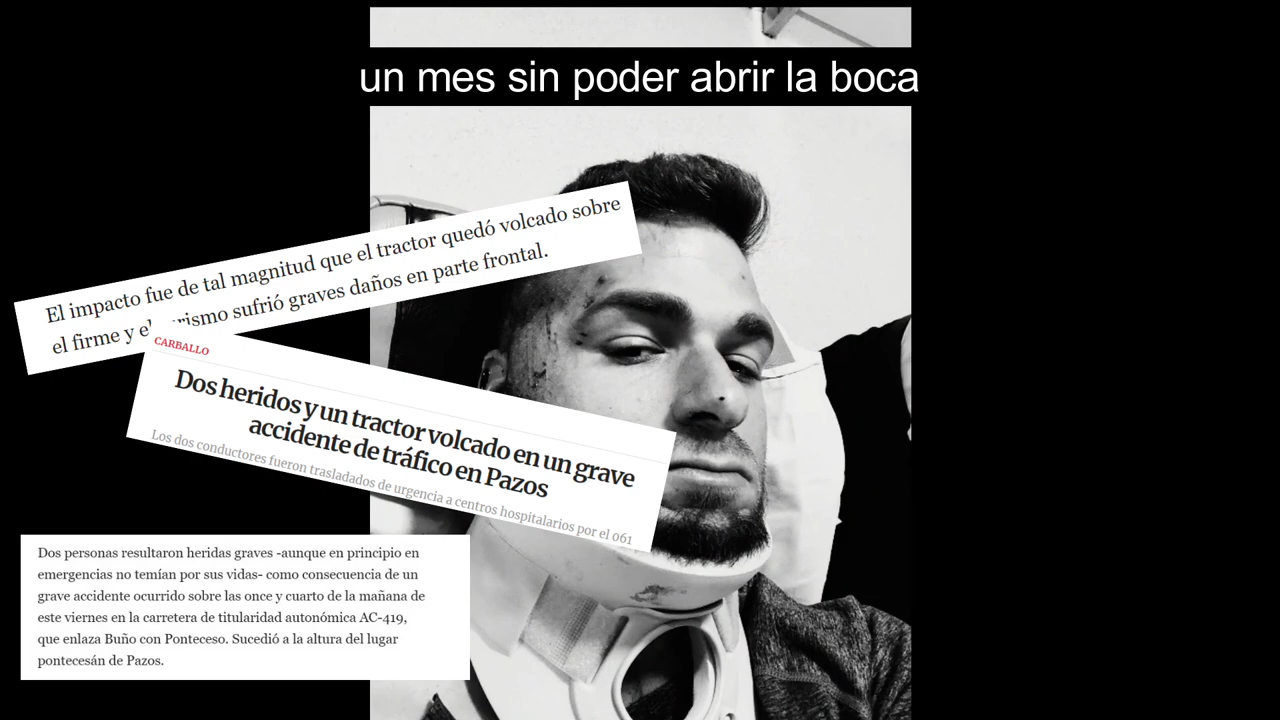 un mes sin poder abrir la boca
El impacto fue de tal magnitud que el tractor quedó volcado sobre
el firme y el sufrió graves daños en parte frontal.
CARBALLO
Dos heridos y un tractor volcado en un grave
accidente de tráfico en Pazos
Los dos conductores fueron trasladados de urgencia a centros hospitalarios por el 061
Dos personas resultaron heridas graves -aunque en principio en
emergencias no temían por sus vidas- como consecuencia de un
grave accidente ocurrido sobre las once y cuarto de la mañana de
este viernes en la carretera de titularidad autonómica AC-419,
que enlaza Buño con Ponteceso. Sucedió a la altura del lugar
pontecesán de Pazos.